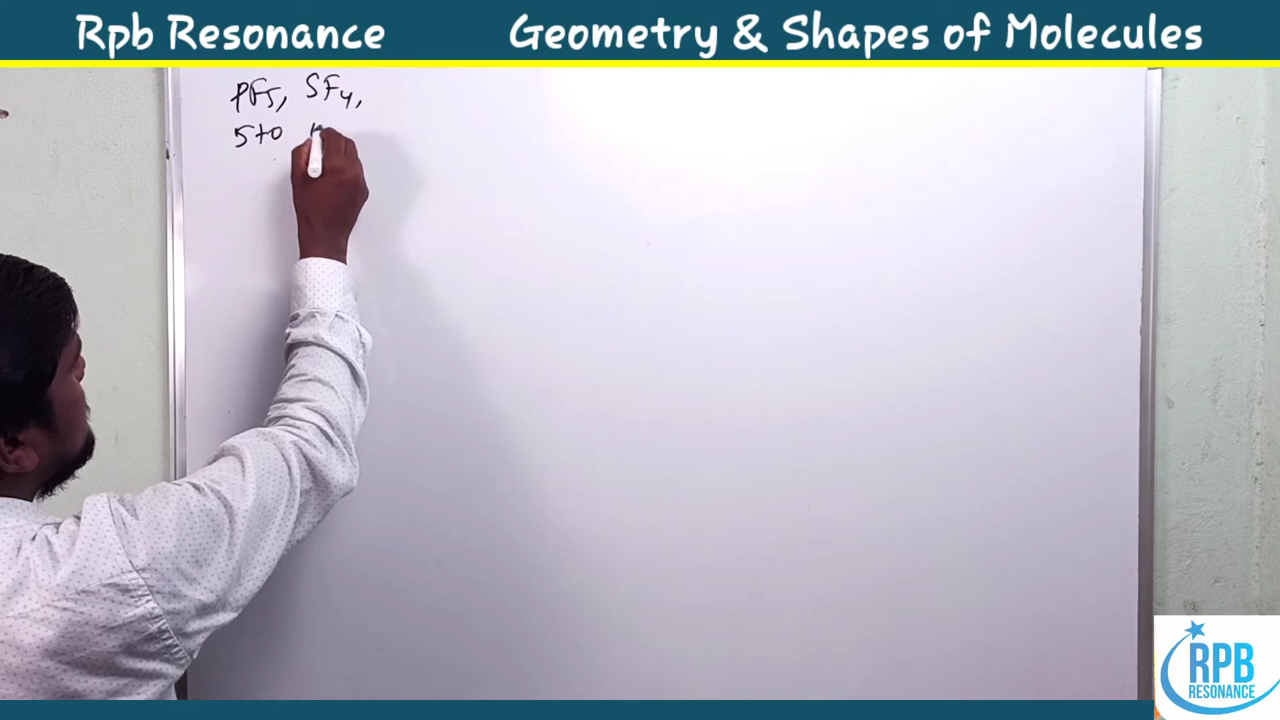 Rpb Resonance Geometry & Shapes of Molecules
PF₅, SF₄,
5+0
RPB
RESONANCE